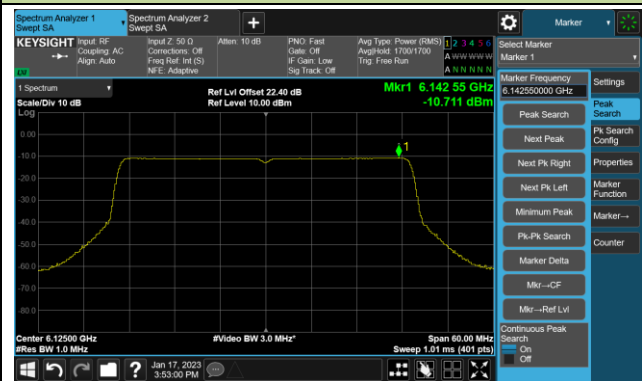 Spectrum Analyzer 1
Swept SA
Spectrum Analyzer 2
Swept SA
+
Marker
KEYSIGHT
Input: RF
Coupling: AC
Align: Auto
Input Z: 50 Ω
Corrections: Off
Freq Ref: Int (S)
NFE: Adaptive
Atten: 10 dB
PNO: Fast
Gate: Off
IF Gain: Low
Sig Track: Off
Avg Type: Power (RMS)
Avg|Hold: 1700/1700
Trig: Free Run
1 2 3 4 5 6
A W W W W W
A N N N N N
LXI
Select Marker
Marker 1
1 Spectrum
Scale/Div 10 dB
Log
Ref Lvl Offset 22.40 dB
Ref Level 10.00 dBm
Mkr1 6.142 55 GHz
-10.711 dBm
0.00
-10.0
-20.0
-30.0
-40.0
-50.0
-60.0
-70.0
-80.0
1
Center 6.12500 GHz
#Res BW 1.0 MHz
#Video BW 3.0 MHz*
Span 60.00 MHz
Sweep 1.01 ms (401 pts)
Marker Frequency
6.142550000 GHz
Peak Search
Next Peak
Next Pk Right
Next Pk Left
Minimum Peak
Pk-Pk Search
Marker Delta
Mkr→CF
Mkr→Ref Lvl
Continuous Peak
Search
On
Off
Settings
Peak
Search
Pk Search
Config
Properties
Marker
Function
Marker→
Counter
?
Jan 17, 2023
3:53:00 PM